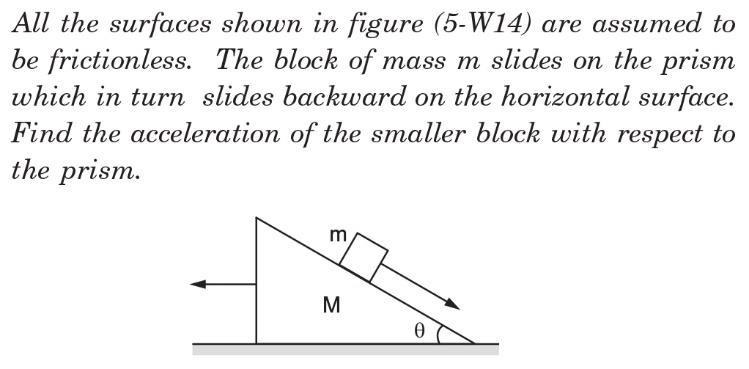 All the surfaces shown in figure (5-W14) are assumed to
be frictionless. The block of mass m slides on the prism
which in turn slides backward on the horizontal surface.
Find the acceleration of the smaller block with respect to
the prism.
m
M
θ